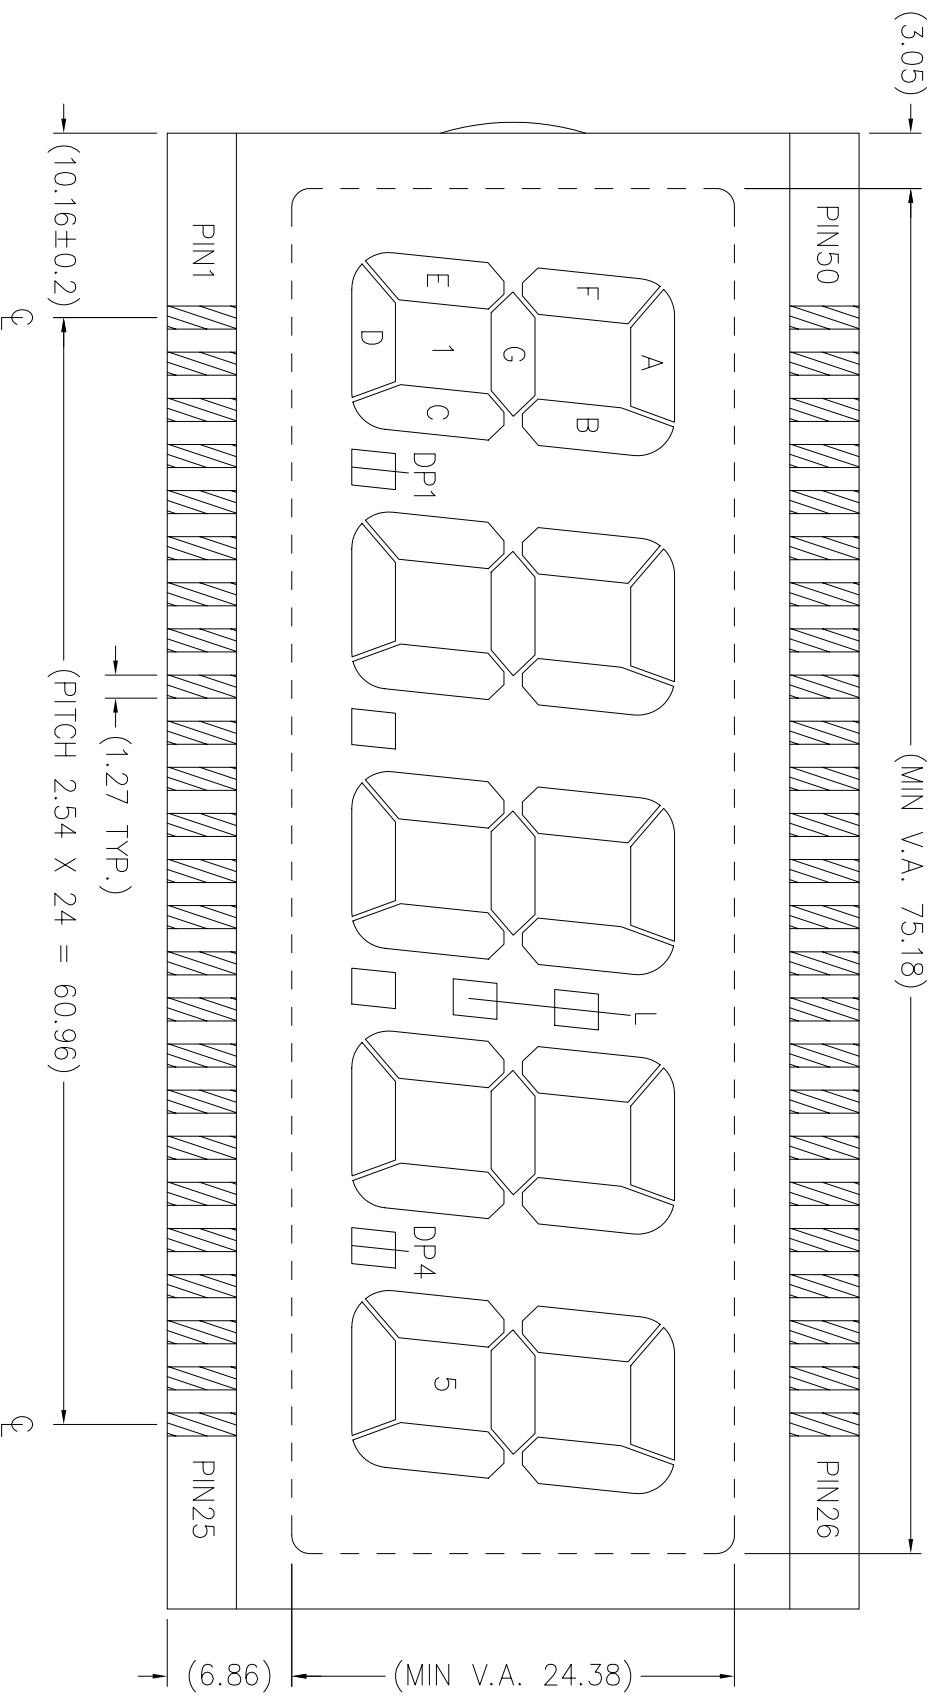 (3.05)
(MIN V.A. 75.18)
PIN50
PIN26
A
F
B
G
E
1
C
D
DP1
L
DP4
5
PIN1
PIN25
(10.16±0.2)
(1.27 TYP.)
(PITCH 2.54 X 24 = 60.96)
℄
℄
(MIN V.A. 24.38)
(6.86)